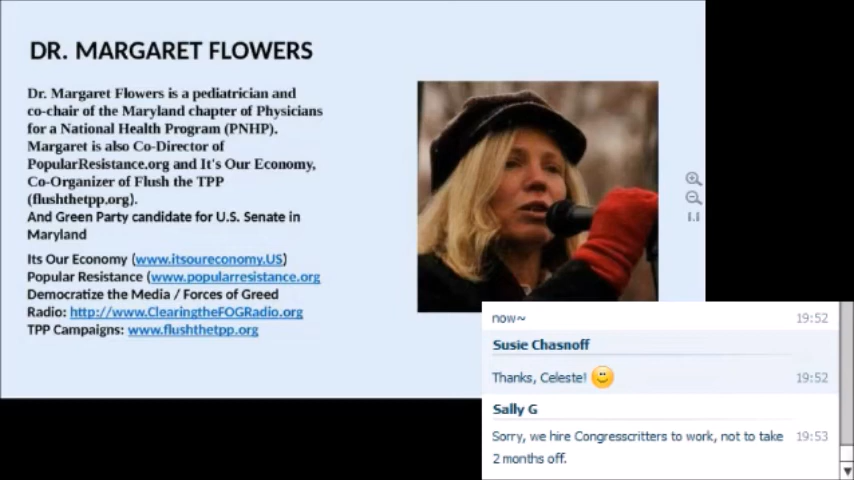 DR. MARGARET FLOWERS
Dr. Margaret Flowers is a pediatrician and
co-chair of the Maryland chapter of Physicians
for a National Health Program (PNHP).
Margaret is also Co-Director of
PopularResistance.org and It's Our Economy,
Co-Organizer of Flush the TPP
(flushthetpp.org).
And Green Party candidate for U.S. Senate in
Maryland
Its Our Economy (www.itsoureconomy.US)
Popular Resistance (www.popularresistance.org
Democratize the Media / Forces of Greed
Radio: http://www.ClearingtheFOGRadio.org
TPP Campaigns: www.flushthetpp.org
now~ 19:52
Susie Chasnoff
Thanks, Celeste! 19:52
Sally G
Sorry, we hire Congresscritters to work, not to take 19:53
2 months off.